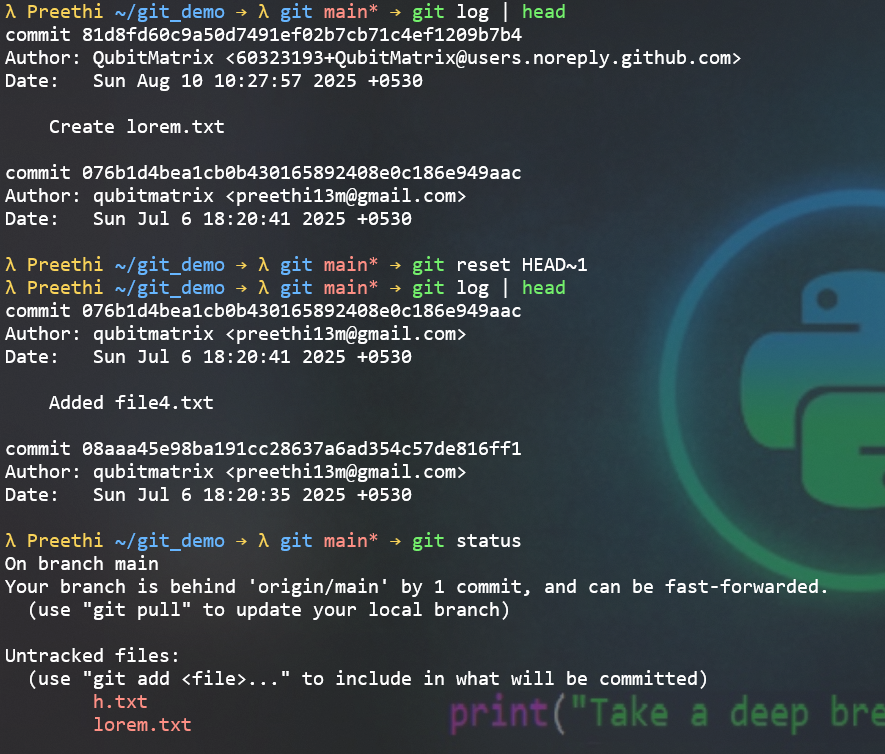 λ Preethi ~/git_demo → λ git main* → git log | head
commit 81d8fd60c9a50d7491ef02b7cb71c4ef1209b7b4
Author: QubitMatrix <60323193+QubitMatrix@users.noreply.github.com>
Date:   Sun Aug 10 10:27:57 2025 +0530

    Create lorem.txt

commit 076b1d4bea1cb0b430165892408e0c186e949aac
Author: qubitmatrix <preethi13m@gmail.com>
Date:   Sun Jul 6 18:20:41 2025 +0530

λ Preethi ~/git_demo → λ git main* → git reset HEAD~1
λ Preethi ~/git_demo → λ git main* → git log | head
commit 076b1d4bea1cb0b430165892408e0c186e949aac
Author: qubitmatrix <preethi13m@gmail.com>
Date:   Sun Jul 6 18:20:41 2025 +0530

    Added file4.txt

commit 08aaa45e98ba191cc28637a6ad354c57de816ff1
Author: qubitmatrix <preethi13m@gmail.com>
Date:   Sun Jul 6 18:20:35 2025 +0530

λ Preethi ~/git_demo → λ git main* → git status
On branch main
Your branch is behind 'origin/main' by 1 commit, and can be fast-forwarded.
  (use "git pull" to update your local branch)

Untracked files:
  (use "git add <file>..." to include in what will be committed)
        h.txt
        lorem.txt
print("Take a deep bre